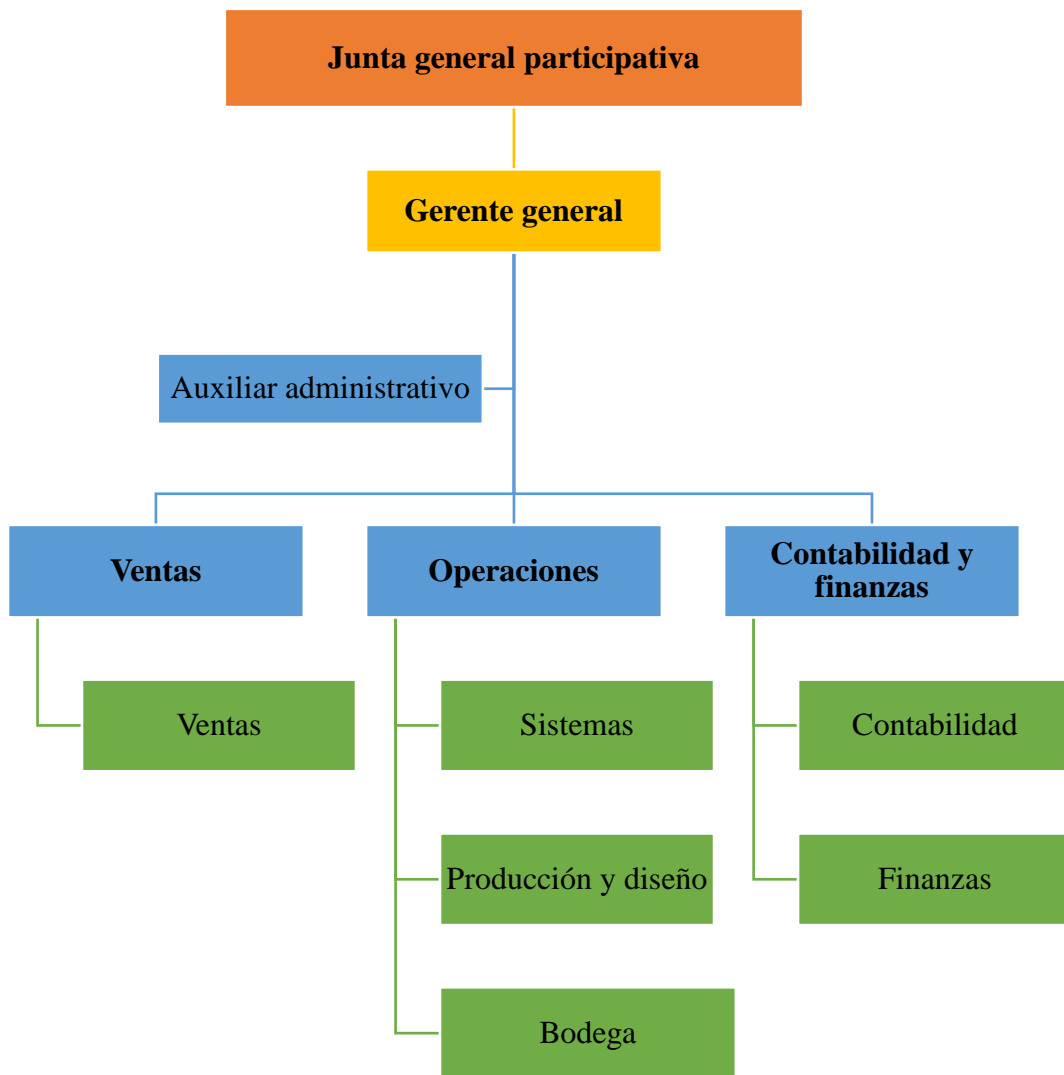 Junta general participativa
Gerente general
Auxiliar administrativo
Ventas
Operaciones
Contabilidad y
finanzas
Ventas
Sistemas
Contabilidad
Producción y diseño
Finanzas
Bodega